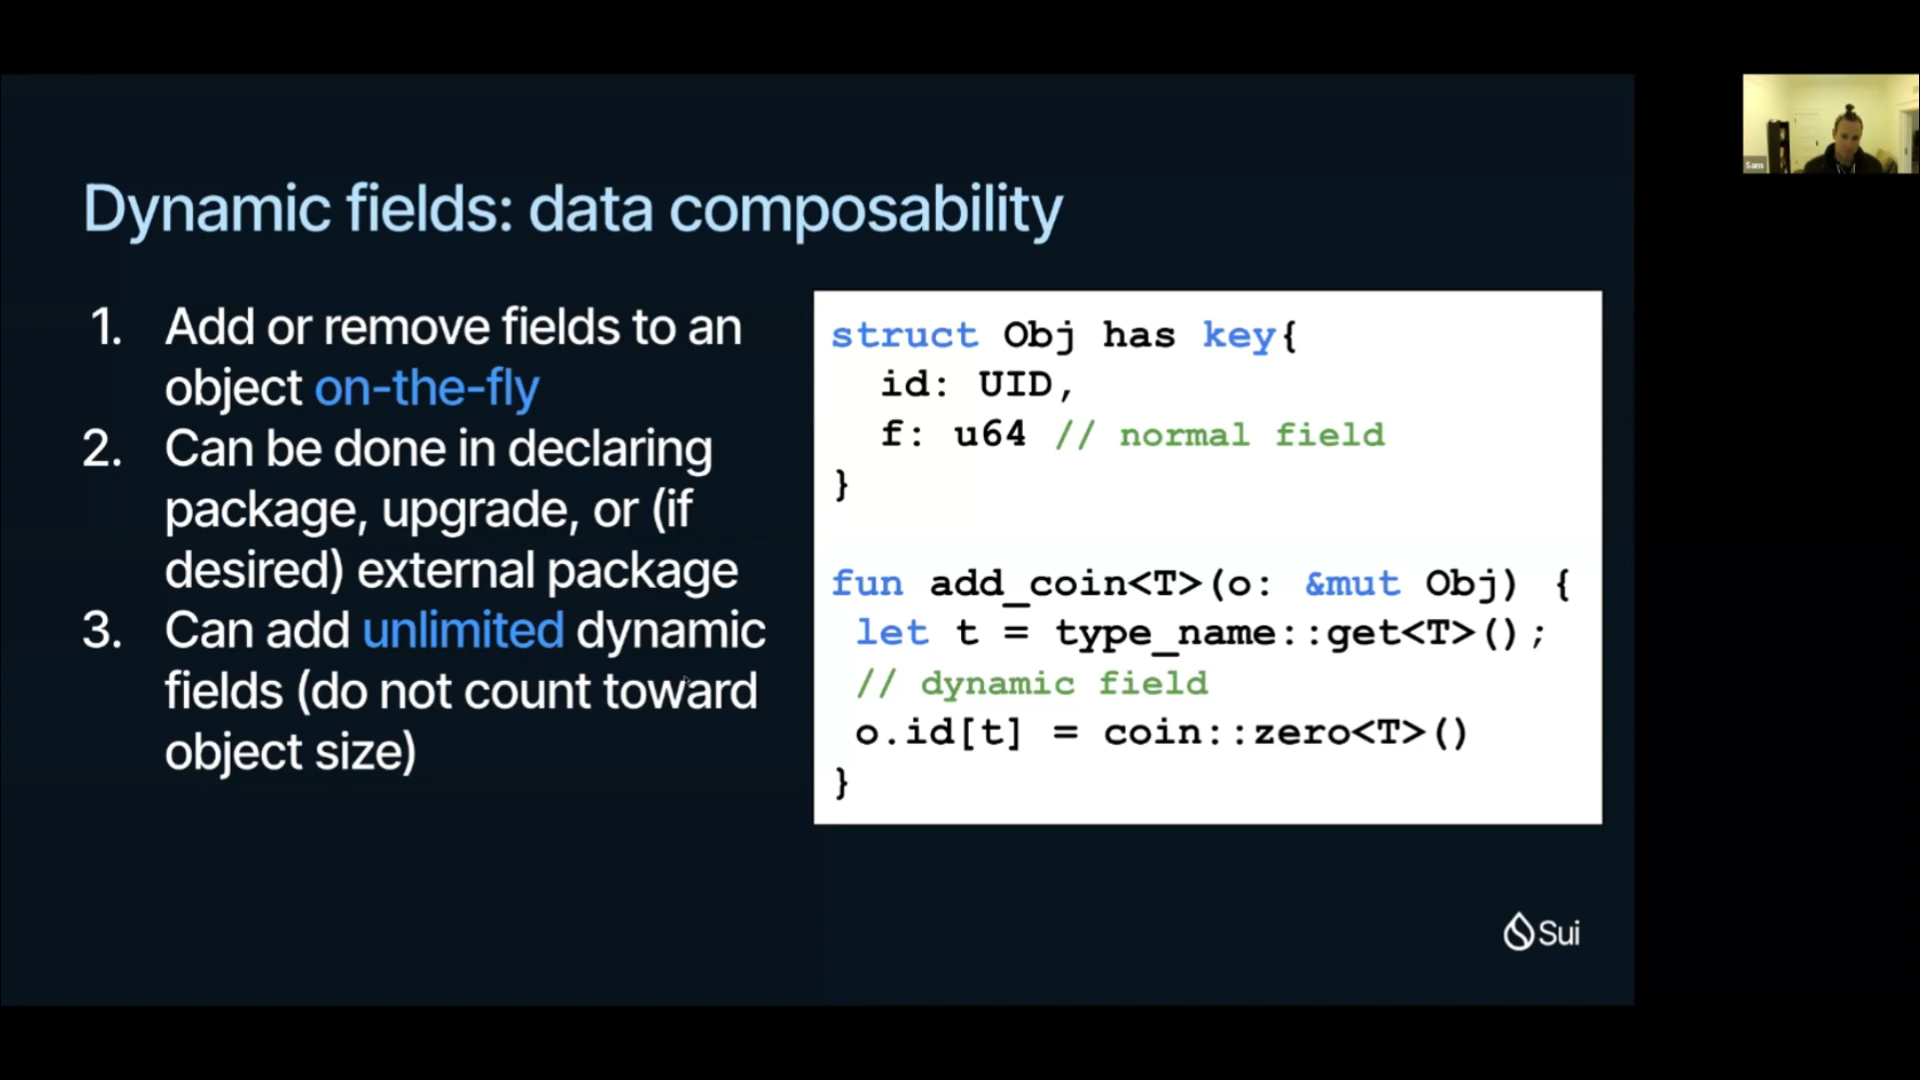 Dynamic fields: data composability
1. Add or remove fields to an
object on-the-fly
2. Can be done in declaring
package, upgrade, or (if
desired) external package
3. Can add unlimited dynamic
fields (do not count toward
object size)
struct Obj has key{
id: UID,
f: u64 // normal field
}
fun add_coin<T>(o: &mut Obj) {
let t = type_name::get<T>();
// dynamic field
o.id[t] = coin::zero<T>()
}
Sui
Sam